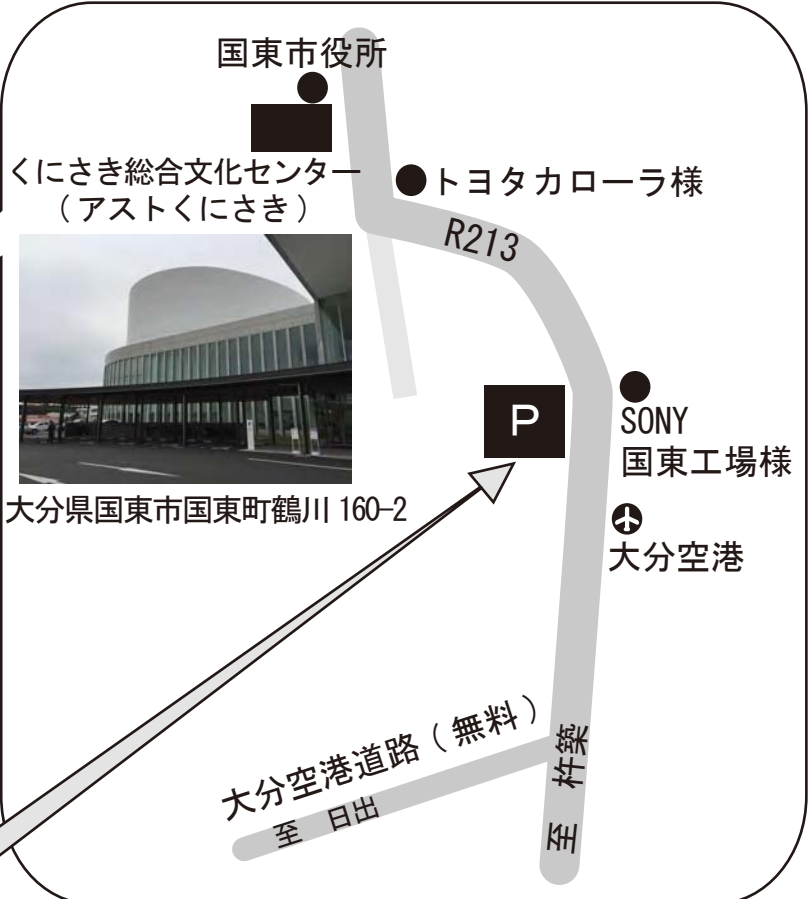 国東市役所
くにさき総合文化センター
（アストくにさき）
トヨタカローラ様
R213
P
SONY
国東工場様
大分県国東市国東町鶴川 160-2
大分空港
大分空港道路（無料）
至 日出
至 杵築